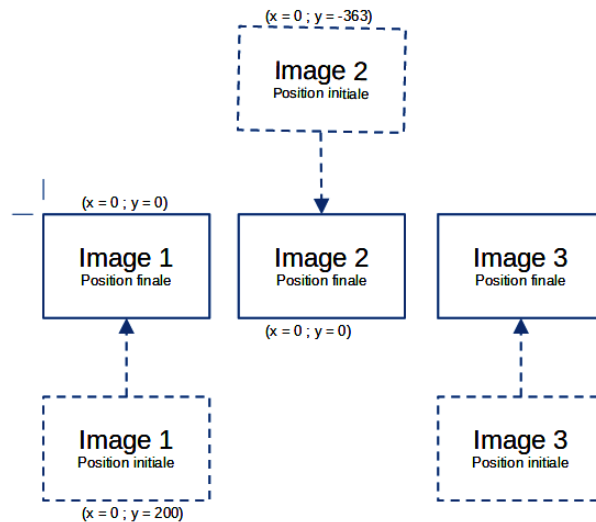 (x = 0 ; y = -363)
Image 2
Position initiale
(x = 0 ; y = 0)
Image 1
Position finale
Image 2
Position finale
Image 3
Position finale
(x = 0 ; y = 0)
Image 1
Position initiale
Image 3
Position initiale
(x = 0 ; y = 200)